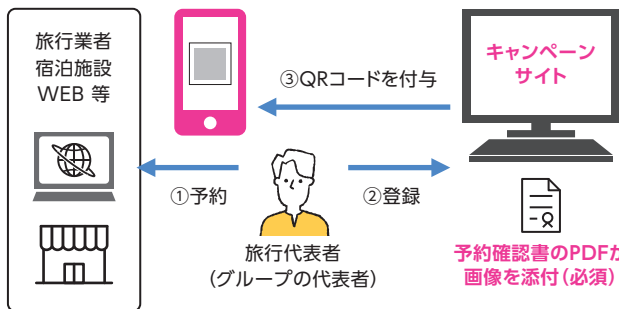 旅行業者
宿泊施設
WEB 等
キャンペーン
サイト
③QRコードを付与
①予約
②登録
旅行代表者
(グループの代表者)
予約確認書のPDFか
画像を添付(必須)